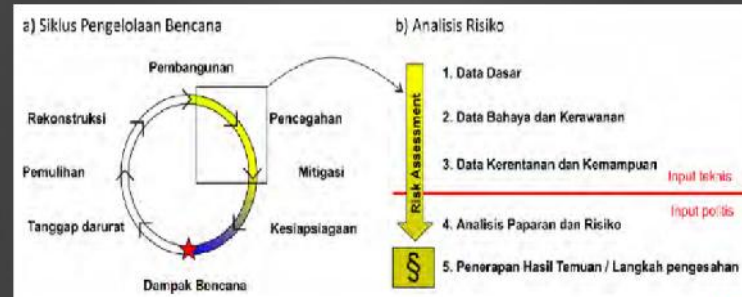 a) Siklus Pengelolaan Bencana
Pembangunan
Rekonstruksi
Pencegahan
Pemulihan
Mitigasi
Tanggap darurat
Kesiapsiagaan
Dampak Bencana
b) Analisis Risiko
Risk Assessment
1. Data Dasar
2. Data Bahaya dan Kerawanan
3. Data Kerentanan dan Kemampuan
Input teknis
Input politis
4. Analisis Paparan dan Risiko
§
5. Penerapan Hasil Temuan / Langkah pengesahan